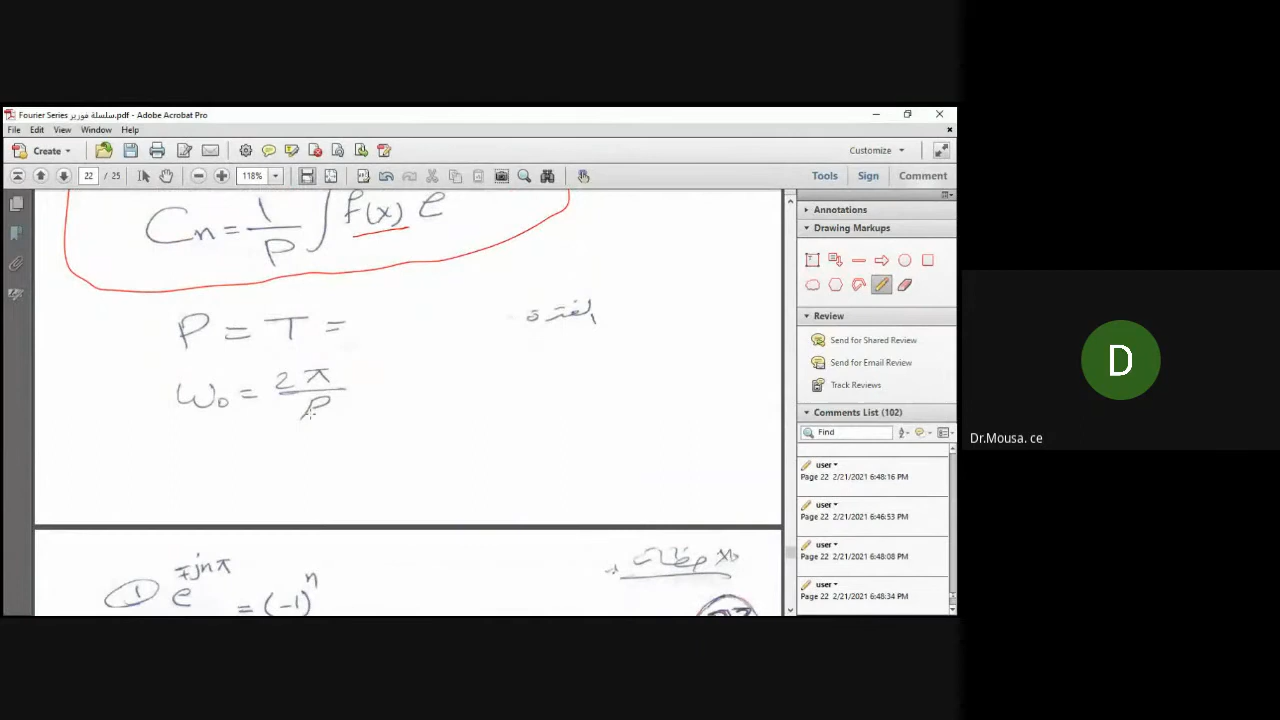 سلسلة فورير Fourier Series.pdf - Adobe Acrobat Pro
File Edit View Window Help
Create
Customize
22 / 25
118%
Tools Sign Comment
Cn = 1/P ∫ f(x) e
P = T =
الفترة
ω₀ = 2π/P
ملاحظات
① e^∓jnπ = (-1)^n
Annotations
Drawing Markups
Review
Send for Shared Review
Send for Email Review
Track Reviews
Comments List (102)
Find
user
Page 22 2/21/2021 6:48:16 PM
user
Page 22 2/21/2021 6:46:53 PM
user
Page 22 2/21/2021 6:48:08 PM
user
Page 22 2/21/2021 6:48:34 PM
D
Dr.Mousa. ce